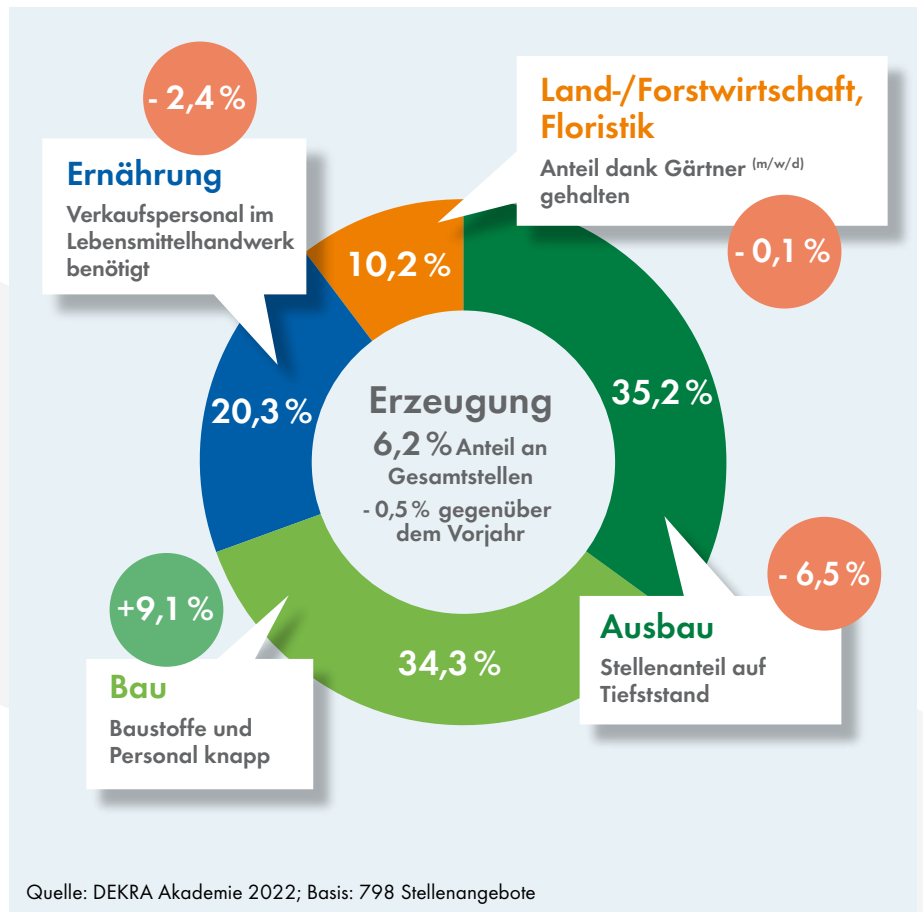 - 2,4 %
Ernährung
Verkaufspersonal im
Lebensmittelhandwerk
benötigt
Land-/Forstwirtschaft,
Floristik
Anteil dank Gärtner (m/w/d)
gehalten
- 0,1 %
10,2 %
35,2 %
20,3 %
Erzeugung
6,2 % Anteil an
Gesamtstellen
- 0,5 % gegenüber
dem Vorjahr
+9,1 %
Bau
Baustoffe und
Personal knapp
34,3 %
- 6,5 %
Ausbau
Stellenanteil auf
Tiefststand
Quelle: DEKRA Akademie 2022; Basis: 798 Stellenangebote